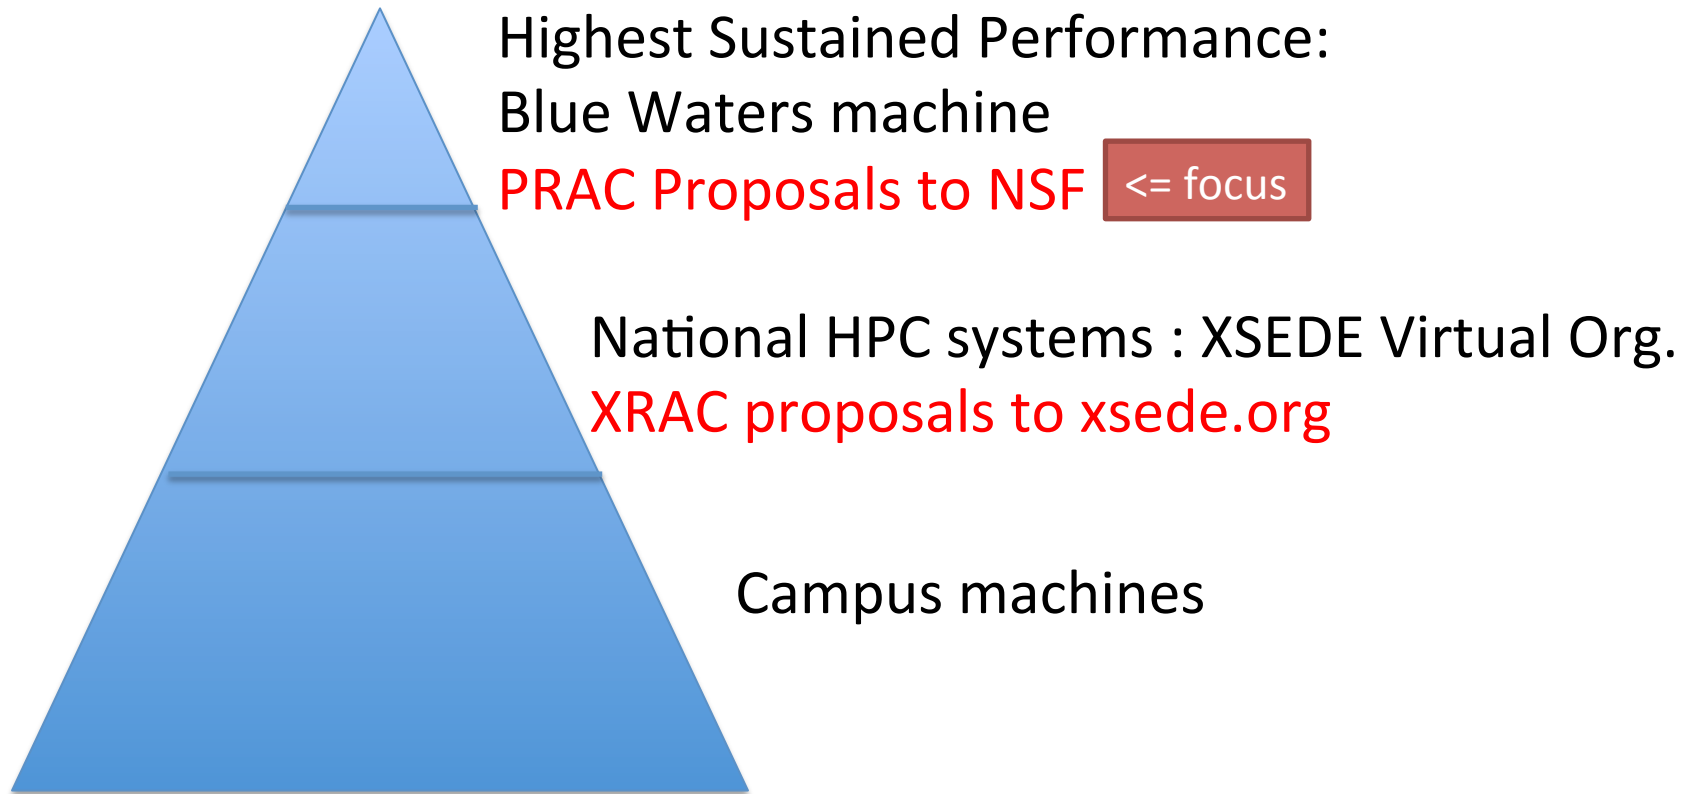 Highest Sustained Performance:
Blue Waters machine
PRAC Proposals to NSF <= focus
National HPC systems : XSEDE Virtual Org.
XRAC proposals to xsede.org
Campus machines